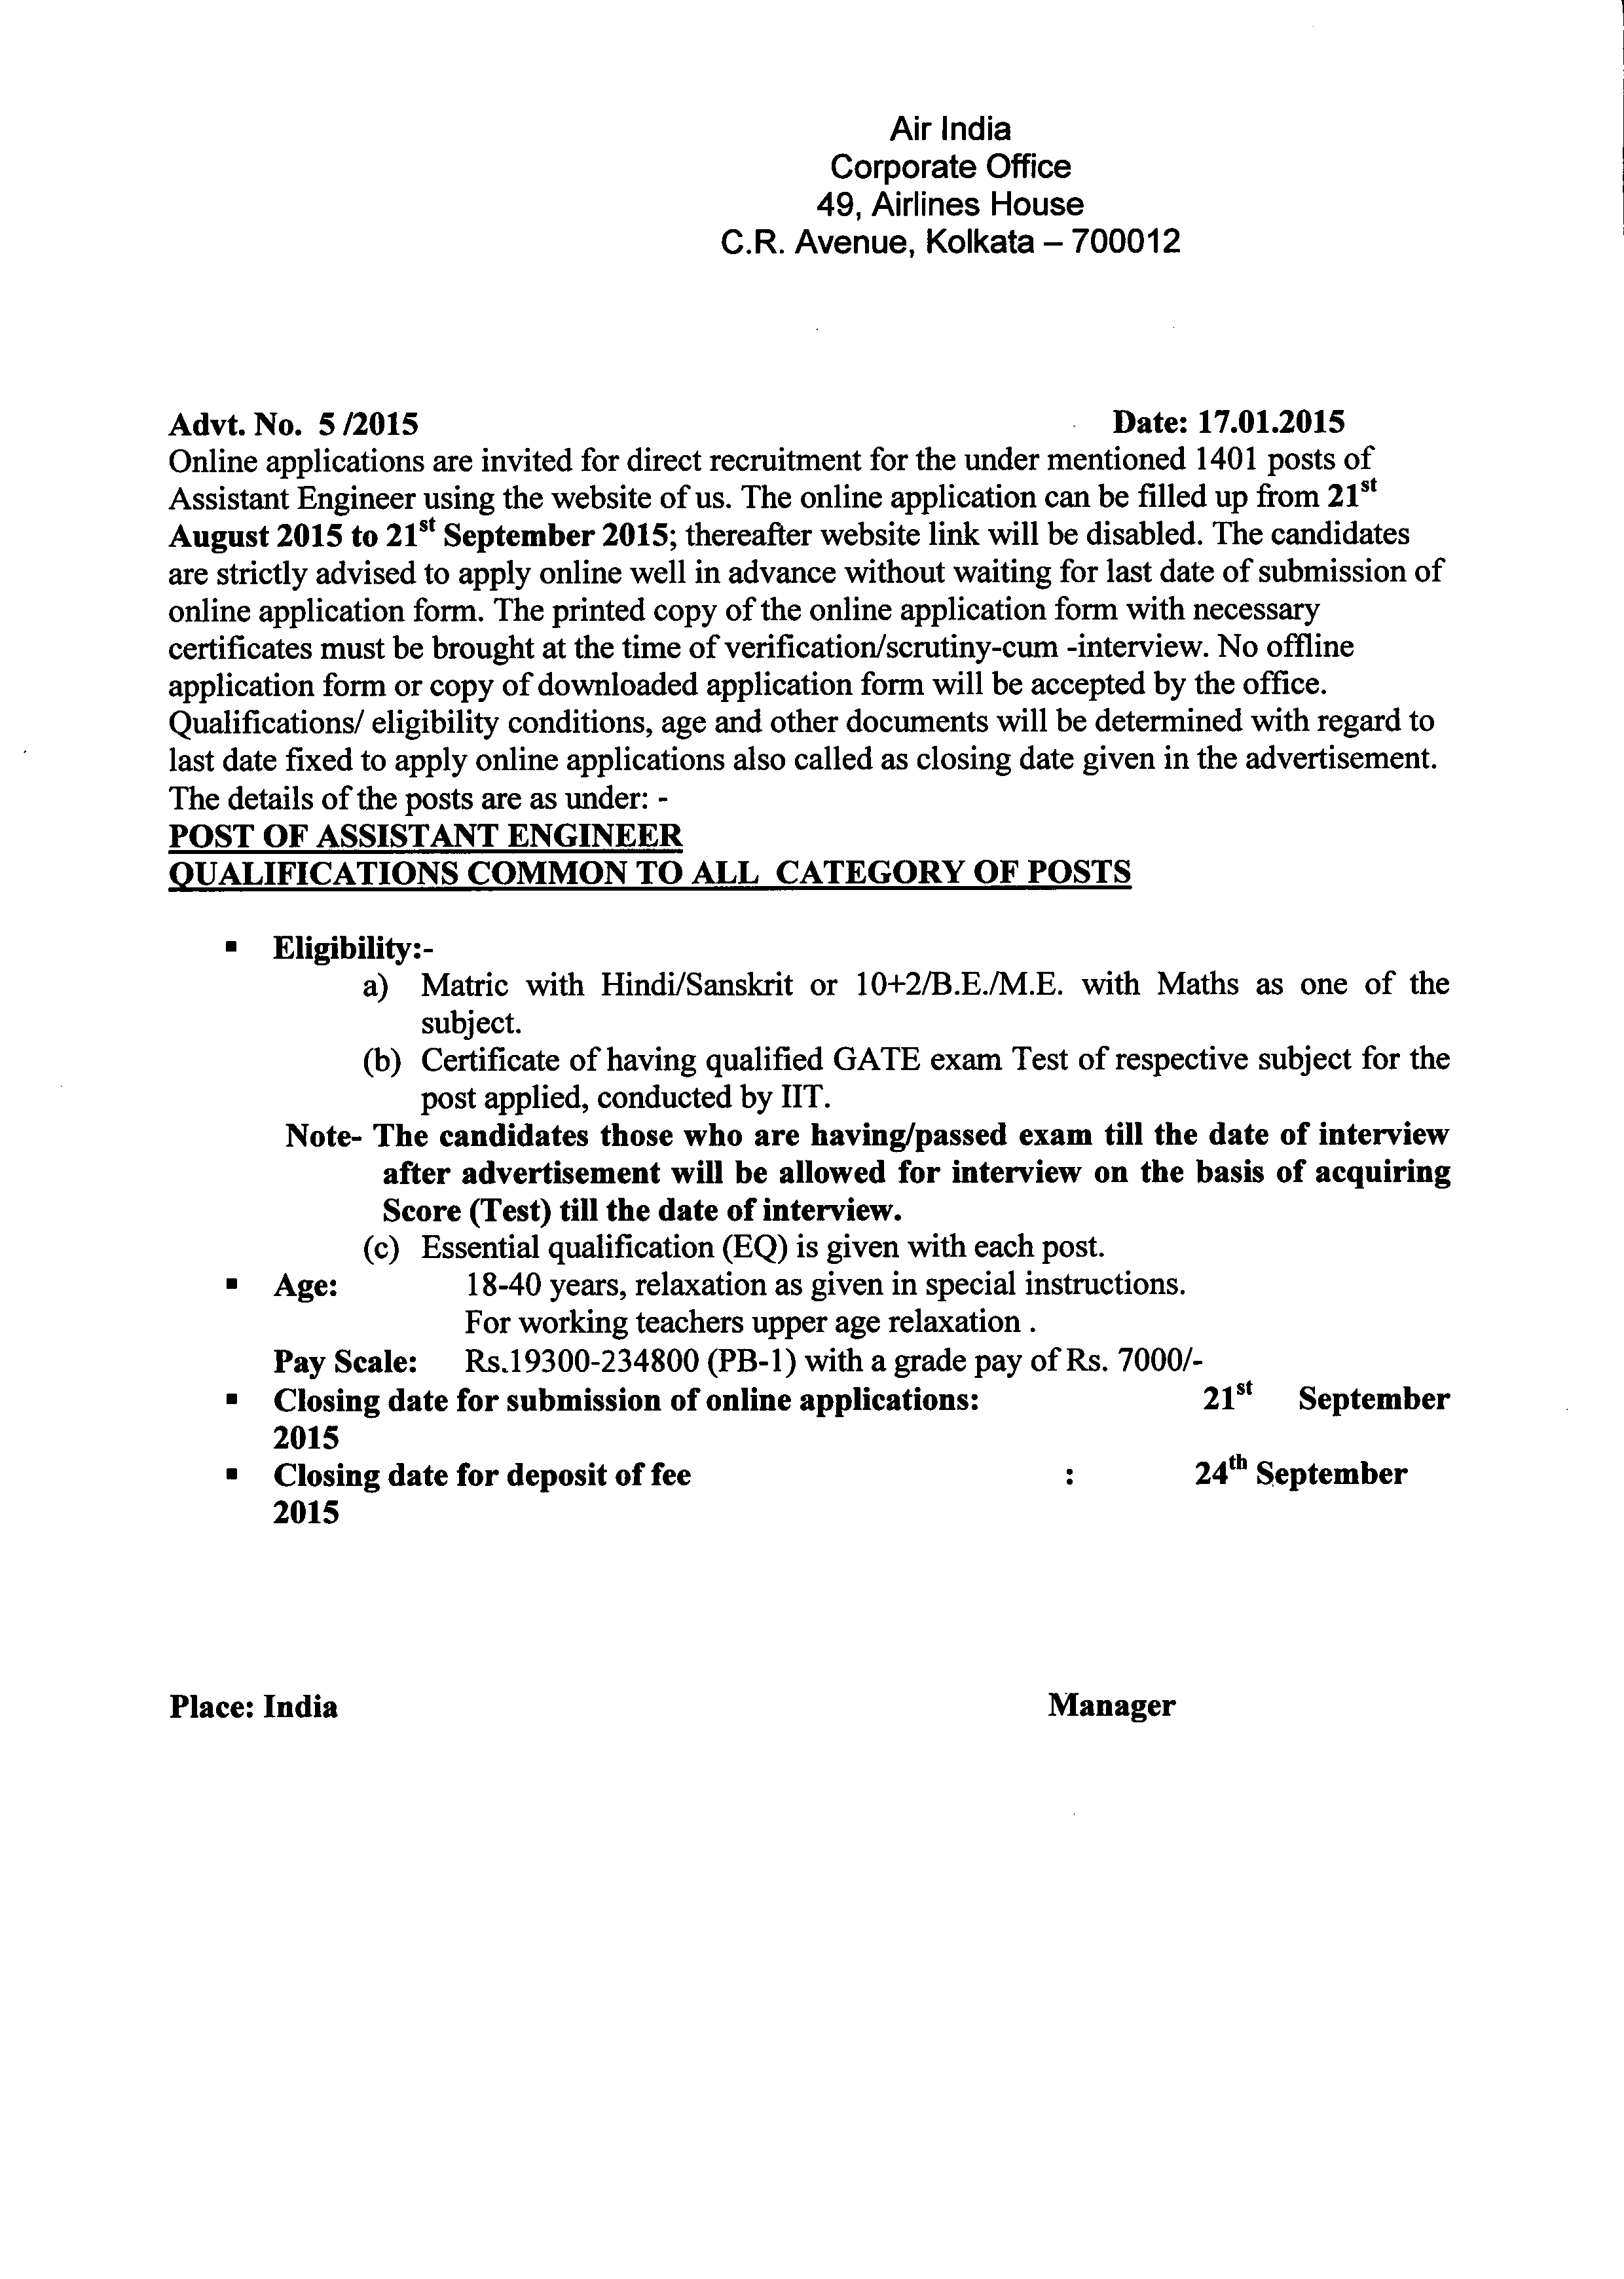 Air India
Corporate Office
49, Airlines House
C.R. Avenue, Kolkata – 700012
Advt. No. 5 /2015 Date: 17.01.2015
Online applications are invited for direct recruitment for the under mentioned 1401 posts of
Assistant Engineer using the website of us. The online application can be filled up from 21st
August 2015 to 21st September 2015; thereafter website link will be disabled. The candidates
are strictly advised to apply online well in advance without waiting for last date of submission of
online application form. The printed copy of the online application form with necessary
certificates must be brought at the time of verification/scrutiny-cum -interview. No offline
application form or copy of downloaded application form will be accepted by the office.
Qualifications/ eligibility conditions, age and other documents will be determined with regard to
last date fixed to apply online applications also called as closing date given in the advertisement.
The details of the posts are as under: -
POST OF ASSISTANT ENGINEER
QUALIFICATIONS COMMON TO ALL CATEGORY OF POSTS
▪ Eligibility:-
a) Matric with Hindi/Sanskrit or 10+2/B.E./M.E. with Maths as one of the
subject.
(b) Certificate of having qualified GATE exam Test of respective subject for the
post applied, conducted by IIT.
Note- The candidates those who are having/passed exam till the date of interview
after advertisement will be allowed for interview on the basis of acquiring
Score (Test) till the date of interview.
(c) Essential qualification (EQ) is given with each post.
▪ Age: 18-40 years, relaxation as given in special instructions.
For working teachers upper age relaxation .
Pay Scale: Rs.19300-234800 (PB-1) with a grade pay of Rs. 7000/-
▪ Closing date for submission of online applications: 21st September
2015
▪ Closing date for deposit of fee : 24th September
2015
Place: India Manager